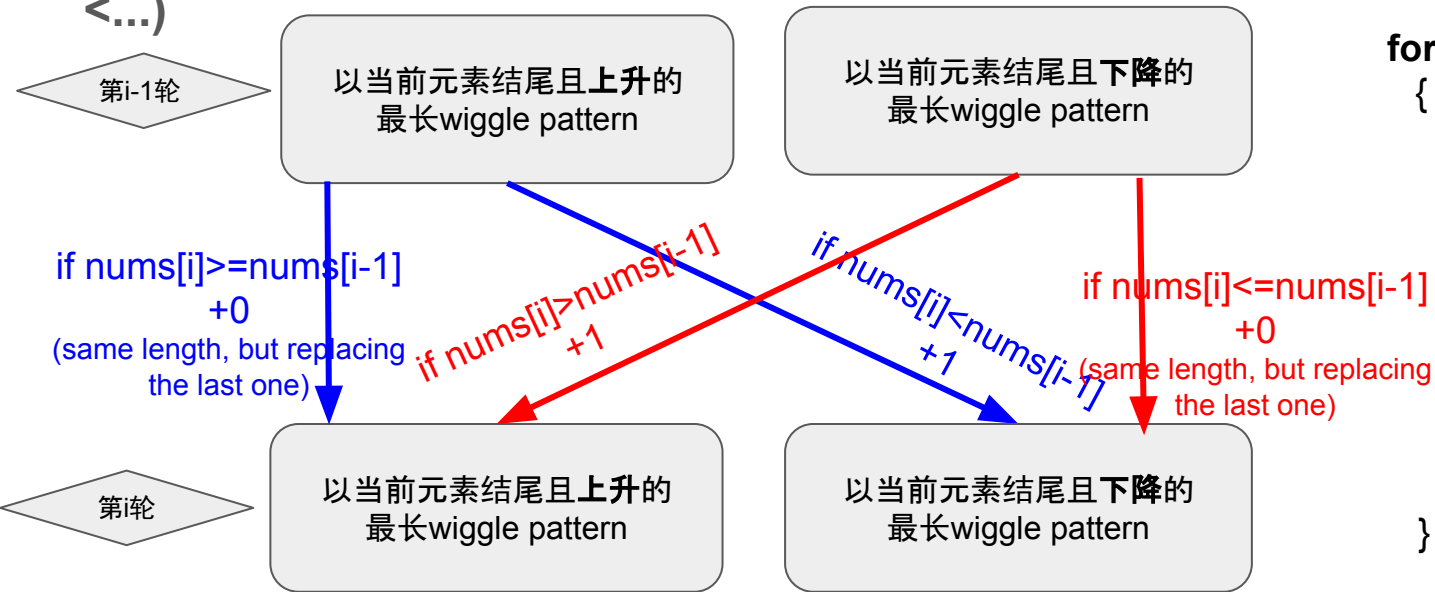 <...)
第i-1轮
以当前元素结尾且上升的
最长wiggle pattern
以当前元素结尾且下降的
最长wiggle pattern
for
{
if nums[i]>=nums[i-1]
+0
(same length, but replacing
the last one)
if nums[i]>nums[i-1]
+1
if nums[i]<nums[i-1]
+1
if nums[i]<=nums[i-1]
+0
(same length, but replacing
the last one)
第i轮
以当前元素结尾且上升的
最长wiggle pattern
以当前元素结尾且下降的
最长wiggle pattern
}